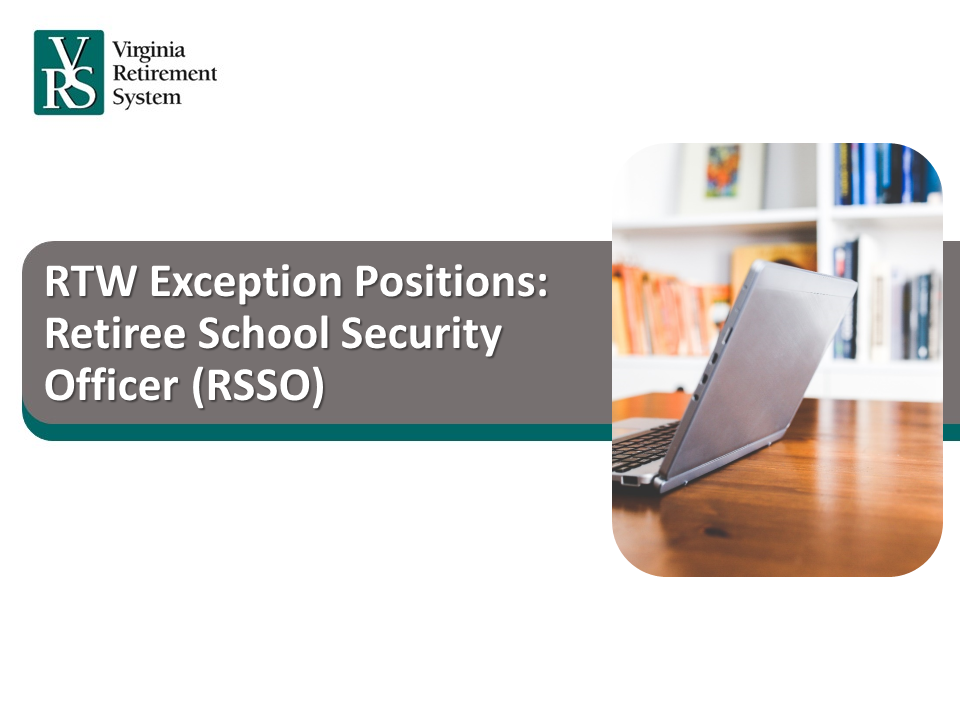 VRS
Virginia
Retirement
System
RTW Exception Positions:
Retiree School Security
Officer (RSSO)